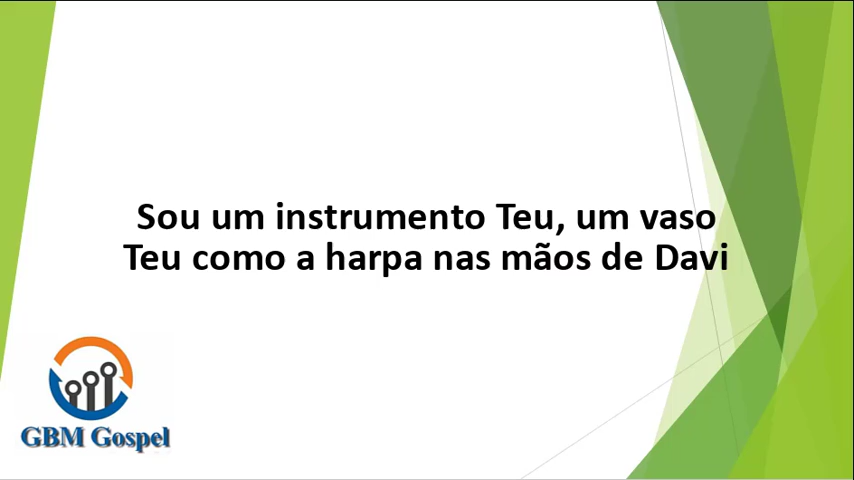 Sou um instrumento Teu, um vaso
Teu como a harpa nas mãos de Davi
GBM Gospel